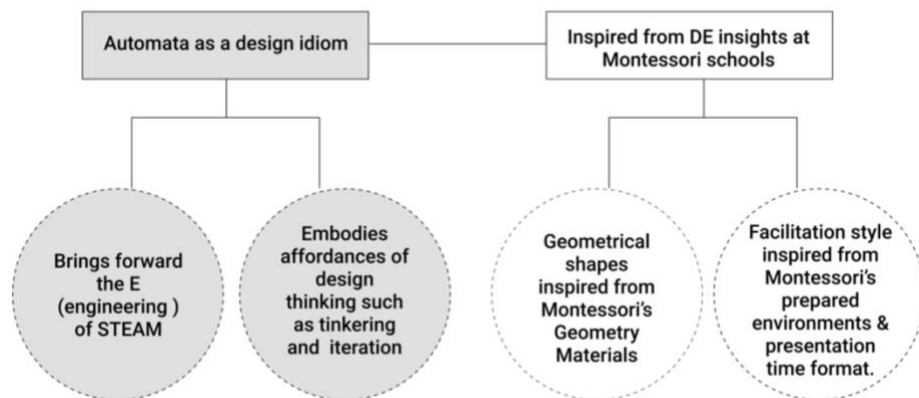 Automata as a design idiom
Inspired from DE insights at
Montessori schools
Brings forward
the E
(engineering )
of STEAM
Embodies
affordances of
design
thinking such
as tinkering
and iteration
Geometrical
shapes
inspired from
Montessori's
Geometry
Materials
Facilitation style
inspired from
Montessori's
prepared
environments &
presentation
time format.